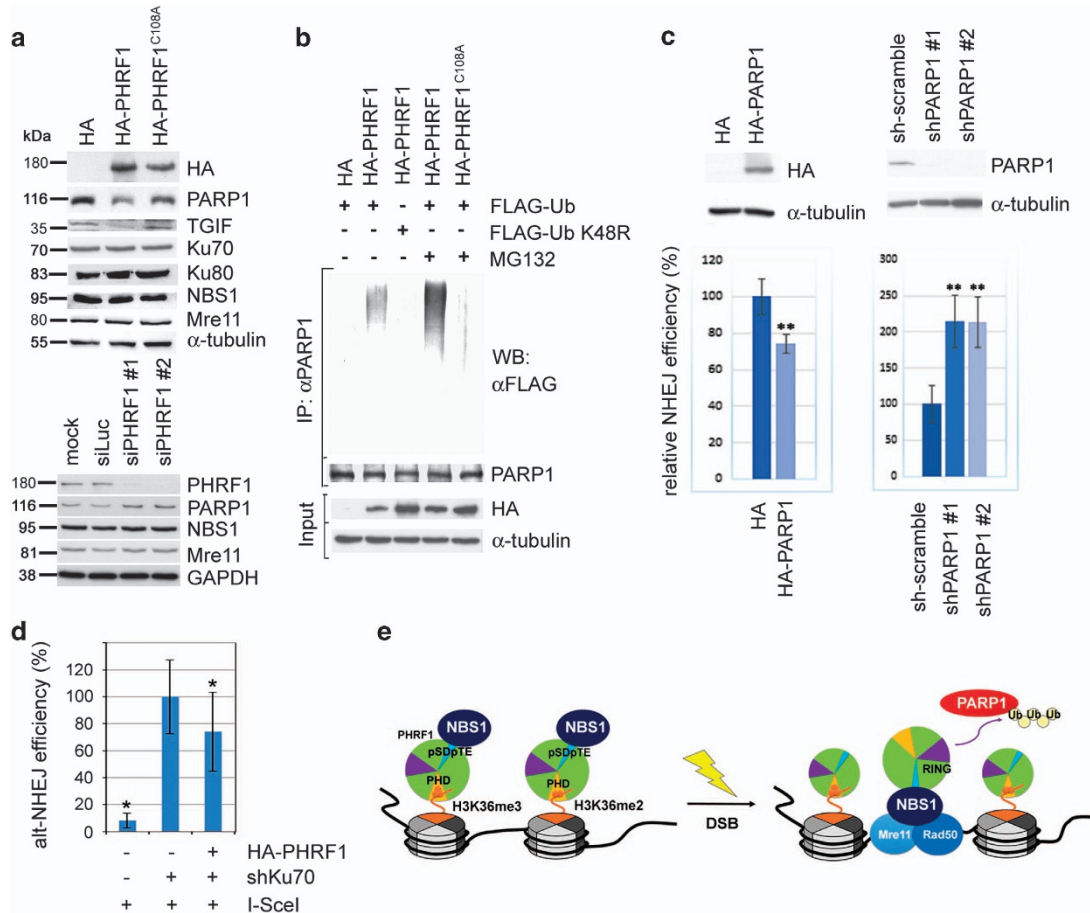 a
HA
HA-PHRF1
HA-PHRF1C108A
kDa
180 HA
116 PARP1
35 TGIF
70 Ku70
83 Ku80
95 NBS1
80 Mre11
55 α-tubulin
mock
siLuc
siPHRF1 #1
siPHRF1 #2
180 PHRF1
116 PARP1
95 NBS1
81 Mre11
38 GAPDH
b
HA
HA-PHRF1
HA-PHRF1
HA-PHRF1
HA-PHRF1 C108A
+ + - + + FLAG-Ub
- - + - - FLAG-Ub K48R
- - - + + MG132
IP: αPARP1
WB:
αFLAG
PARP1
Input
HA
α-tubulin
c
HA
HA-PARP1
HA
α-tubulin
sh-scramble
shPARP1 #1
shPARP1 #2
PARP1
α-tubulin
relative NHEJ efficiency (%)
120
100
80
60
40
20
0
**
HA
HA-PARP1
300
250
200
150
100
50
0
** **
sh-scramble
shPARP1 #1
shPARP1 #2
d
alt-NHEJ efficiency (%)
120
100
80
60
40
20
0
* *
- - + HA-PHRF1
- + + shKu70
+ + + I-SceI
e
NBS1
PHRF1
pSDpTE
PHD
H3K36me3
NBS1
pSDpTE
PHD
H3K36me2
DSB
PARP1
Ub Ub Ub
RING
NBS1
Mre11
Rad50